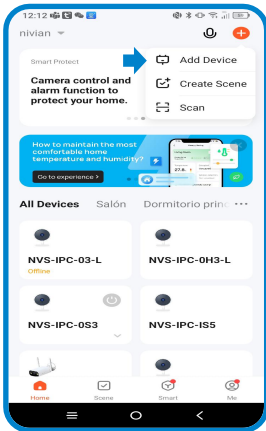 12:12
nivian
Add Device
Create Scene
Scan
Smart Protect
Camera control and
alarm function to
protect your home.
How to maintain the most
comfortable home
temperature and humidity?
Go to experience >
All Devices Salón Dormitorio princ
NVS-IPC-03-L
Offline
NVS-IPC-0H3-L
NVS-IPC-0S3
NVS-IPC-IS5
Home Scene Smart Me